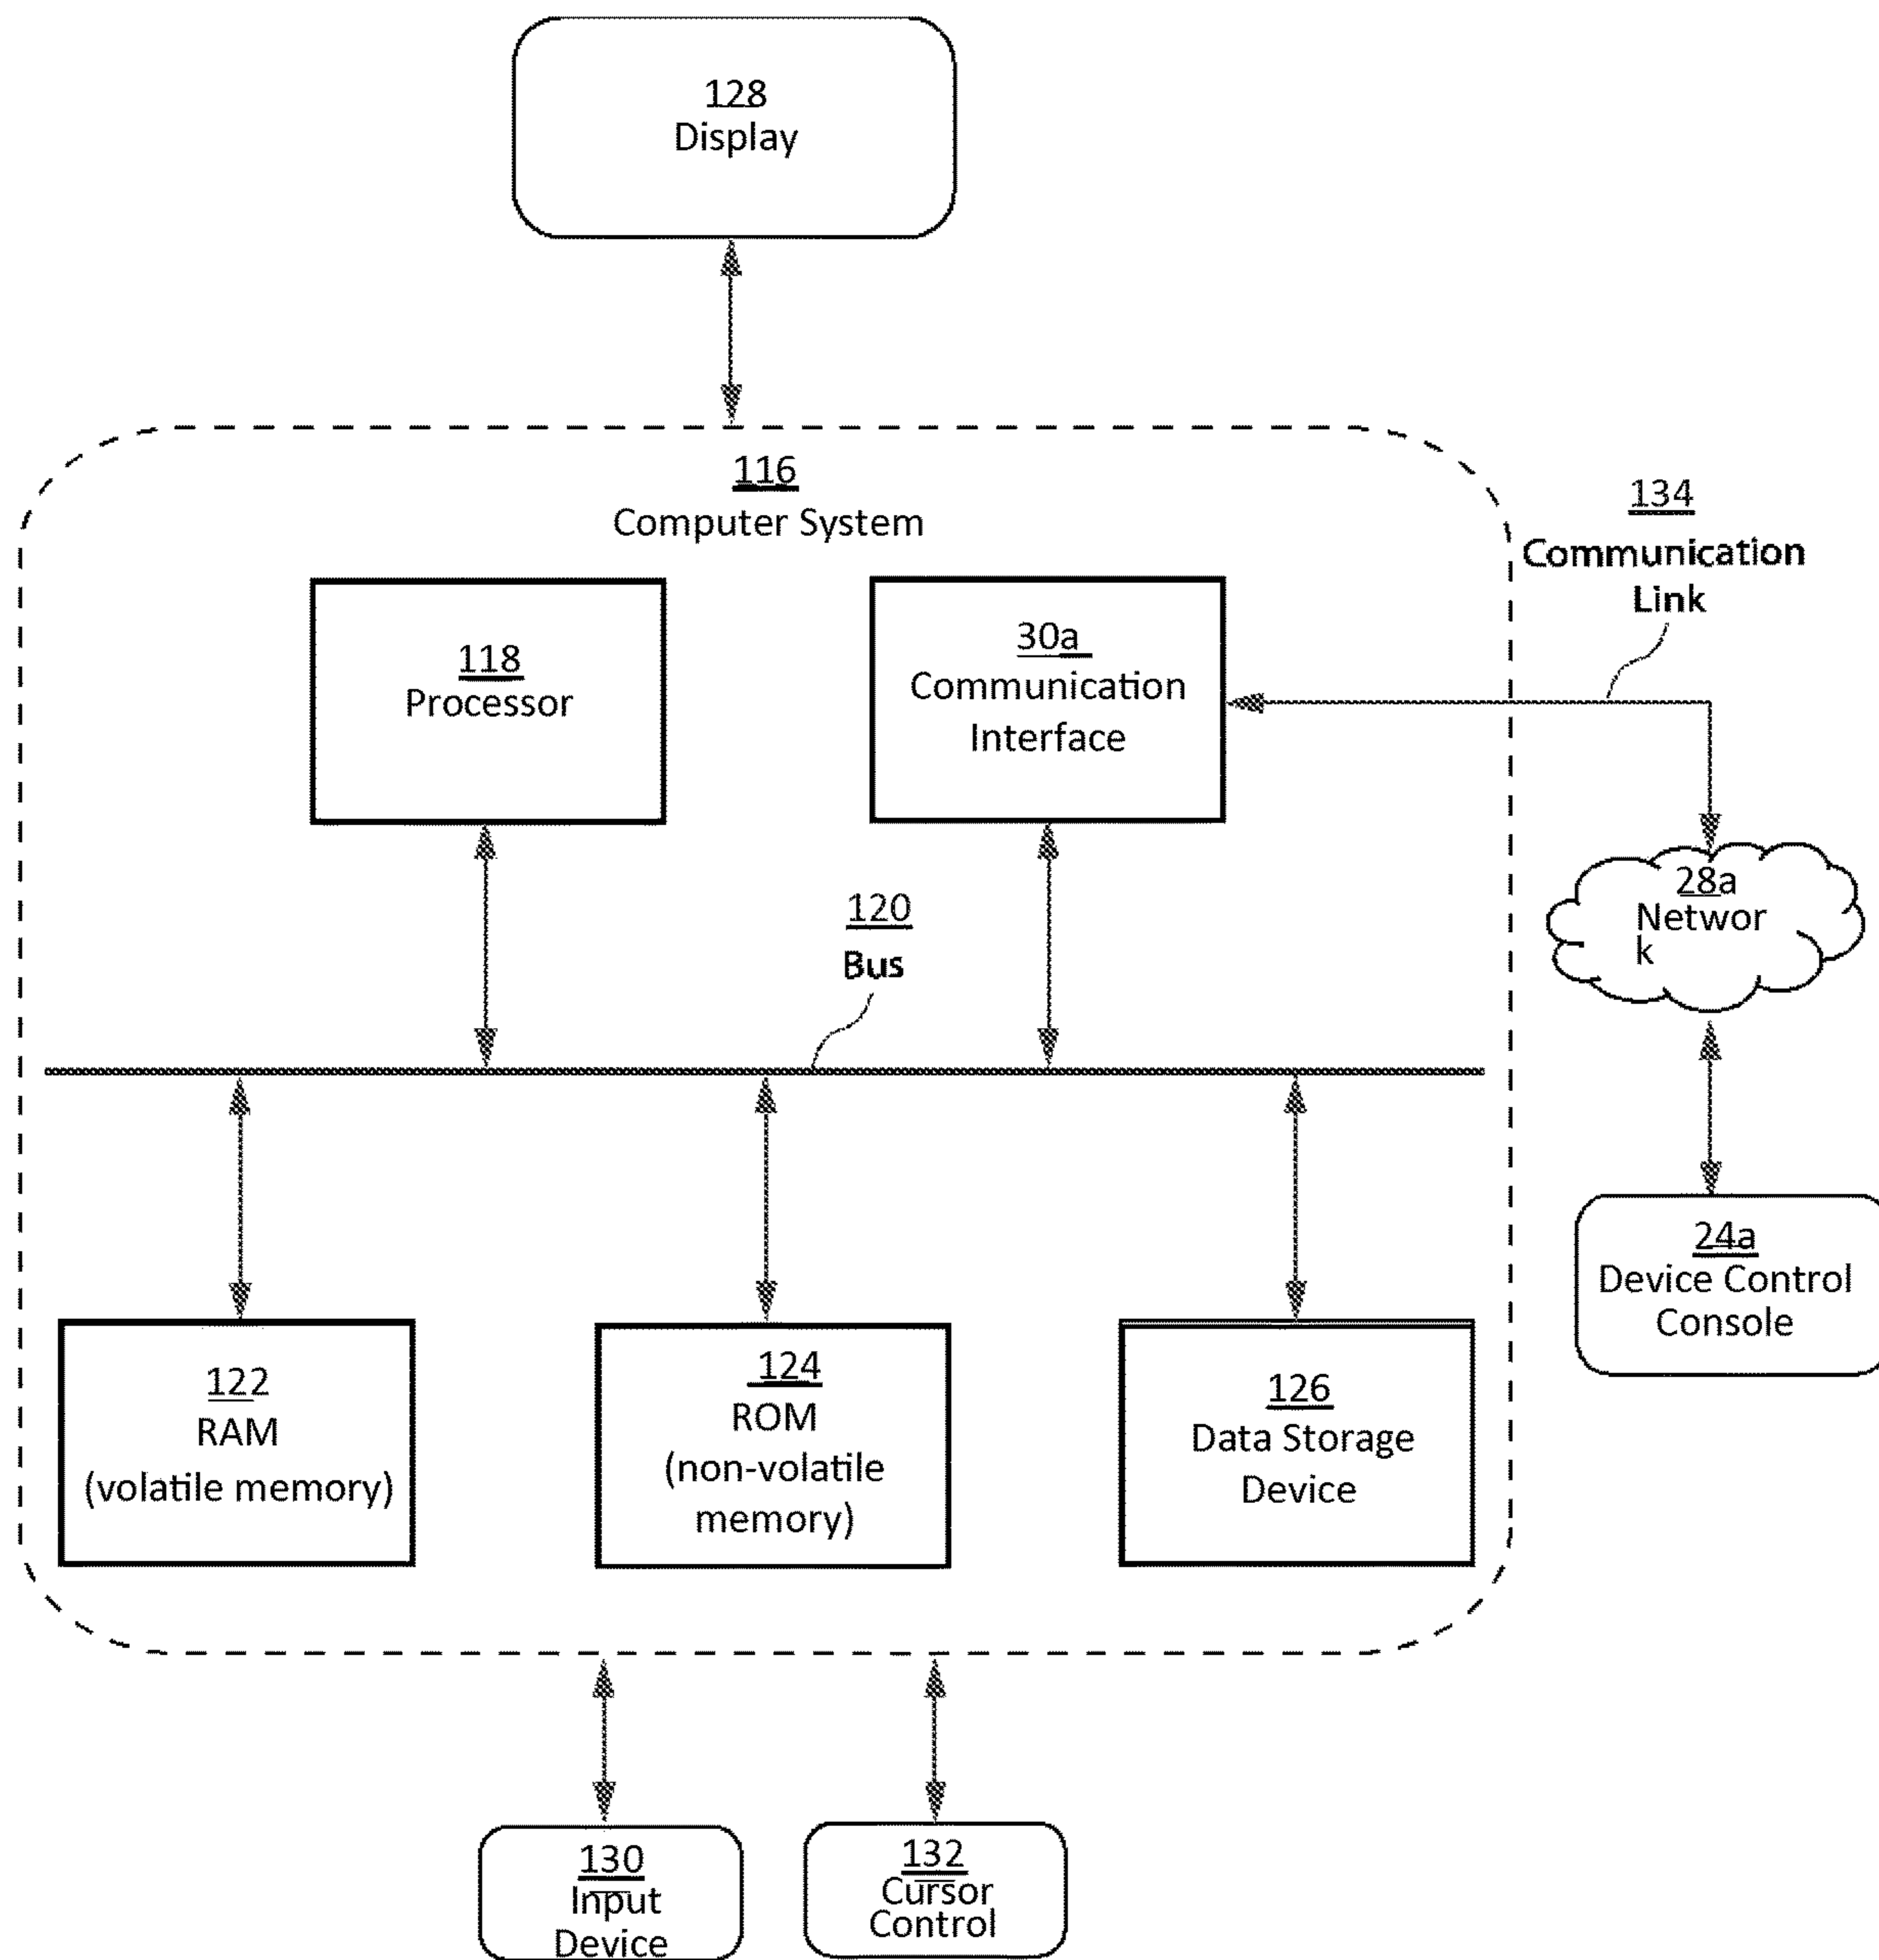 128
Display
116
Computer System
134
Communication
Link
118
Processor
30a
Communication
Interface
28a
Networ
k
120
Bus
24a
Device Control
Console
122
RAM
(volatile memory)
124
ROM
(non-volatile
memory)
126
Data Storage
Device
130
Input
Device
132
Cursor
Control